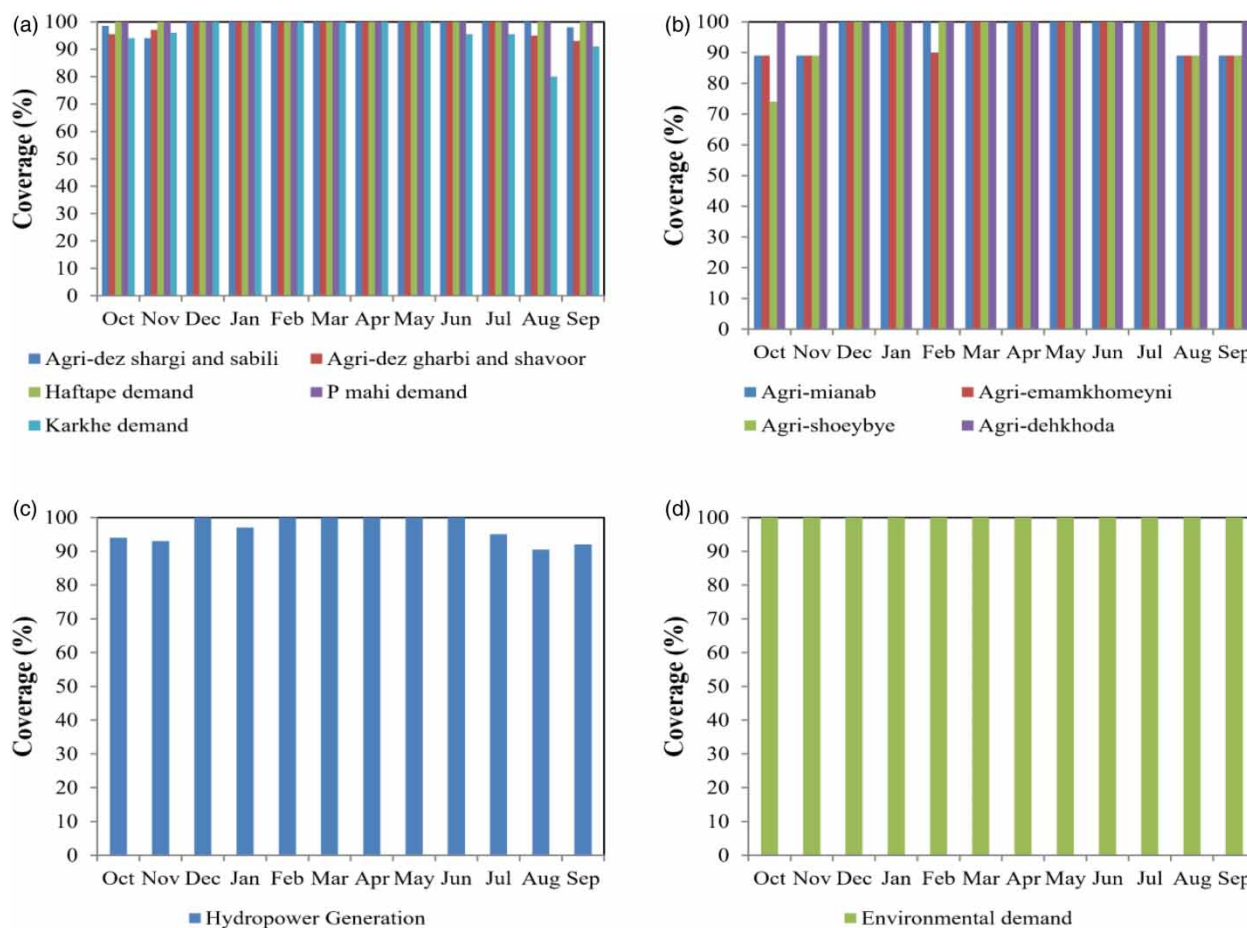 (a)
Coverage (%)
100
90
80
70
60
50
40
30
20
10
0
Oct Nov Dec Jan Feb Mar Apr May Jun Jul Aug Sep
Agri-dez shargi and sabili Agri-dez gharbi and shavoor
Haftape demand P mahi demand
Karkhe demand
(b)
Coverage (%)
100
90
80
70
60
50
40
30
20
10
0
Oct Nov Dec Jan Feb Mar Apr May Jun Jul Aug Sep
Agri-mianab Agri-emamkhomeyni
Agri-shoeybye Agri-dehkhoda
(c)
Coverage (%)
100
90
80
70
60
50
40
30
20
10
0
Oct Nov Dec Jan Feb Mar Apr May Jun Jul Aug Sep
Hydropower Generation
(d)
Coverage (%)
100
90
80
70
60
50
40
30
20
10
0
Oct Nov Dec Jan Feb Mar Apr May Jun Jul Aug Sep
Environmental demand